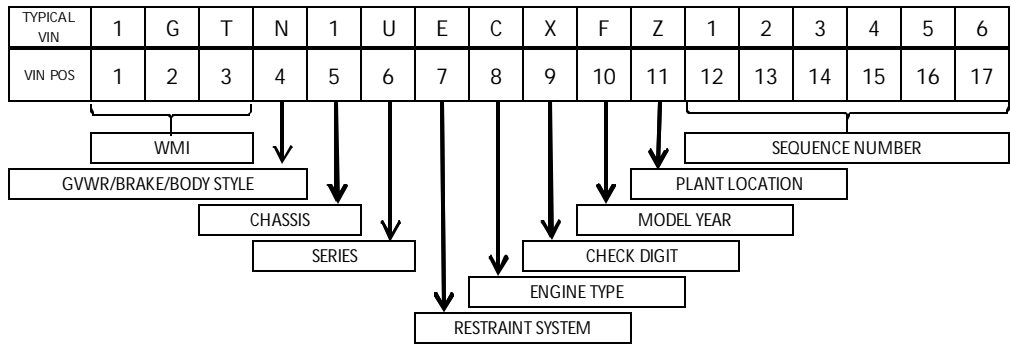 TYPICAL VIN 1 G T N 1 U E C X F Z 1 2 3 4 5 6
VIN POS 1 2 3 4 5 6 7 8 9 10 11 12 13 14 15 16 17
WMI SEQUENCE NUMBER
GVWR/BRAKE/BODY STYLE PLANT LOCATION
CHASSIS MODEL YEAR
SERIES CHECK DIGIT
ENGINE TYPE
RESTRAINT SYSTEM